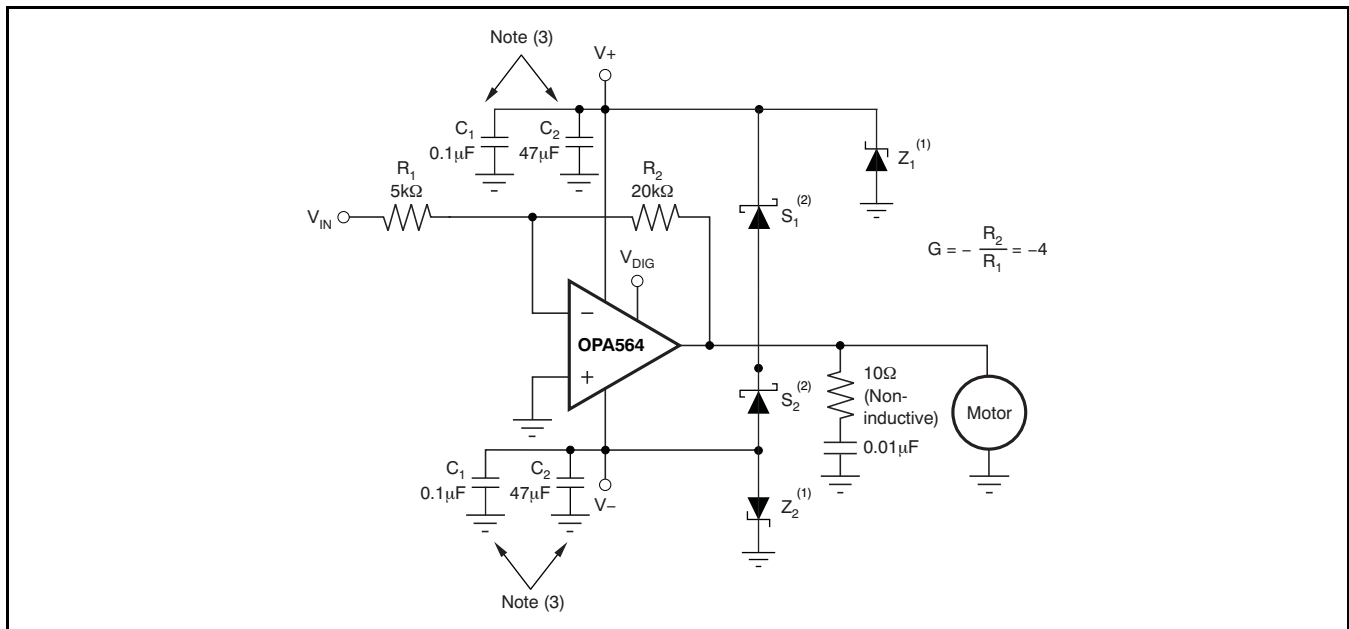 Note (3)
V+
C1
0.1µF
C2
47µF
Z1(1)
R1
5kΩ
R2
20kΩ
S1(2)
VIN
G = − R2/R1 = −4
VDIG
−
OPA564
+
10Ω
(Non-
inductive)
S2(2)
Motor
0.01µF
C1
0.1µF
C2
47µF
V−
Z2(1)
Note (3)